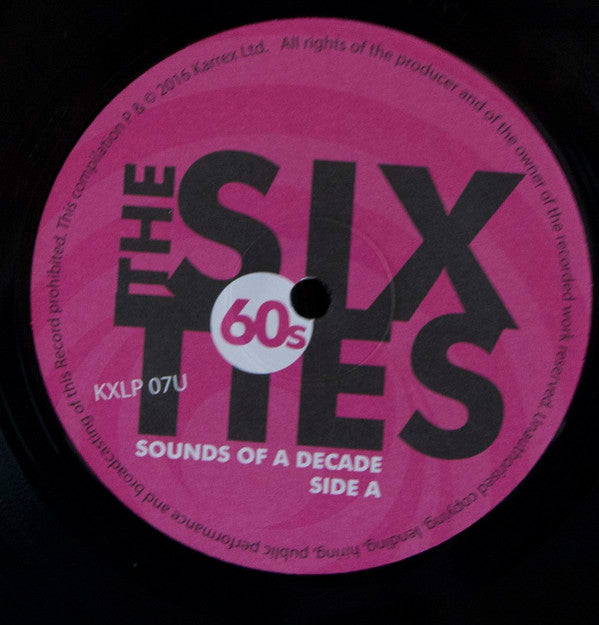 THE
SIX
TIES
60s
KXLP 07U
SOUNDS OF A DECADE
SIDE A
This compilation P & © 2016 Karrex Ltd. All rights of the producer and of the owner of the recorded work reserved. Unauthorised copying, lending, hiring, public performance and broadcasting of this Record prohibited.